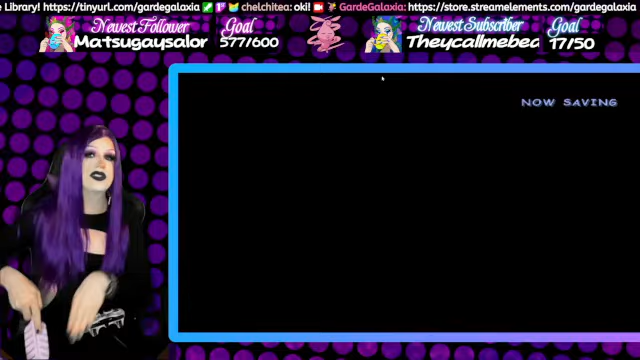 e Library! https://tinyurl.com/gardegalaxia chelchitea: oki GardeGalaxia: https://store.streamelements.com/gardegalaxia
Newest Follower
Goal
Newest Subscriber
Goal
Matsugaysalor
577/600
Theycallmebea
17/50
NOW SAVING